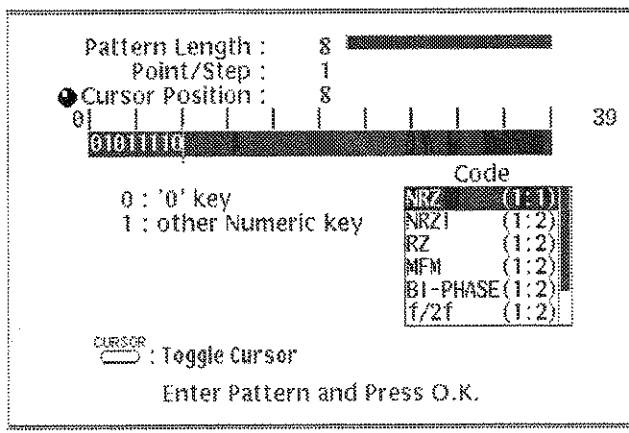 Pattern Length : 8
Point/Step : 1
Cursor Position : 8
0 39
01011110
Code
0 : '0' key
1 : other Numeric key
NRZ (1:1)
NRZI (1:2)
RZ (1:2)
MFM (1:2)
BI-PHASE(1:2)
f/2f (1:2)
CURSOR : Toggle Cursor
Enter Pattern and Press O.K.